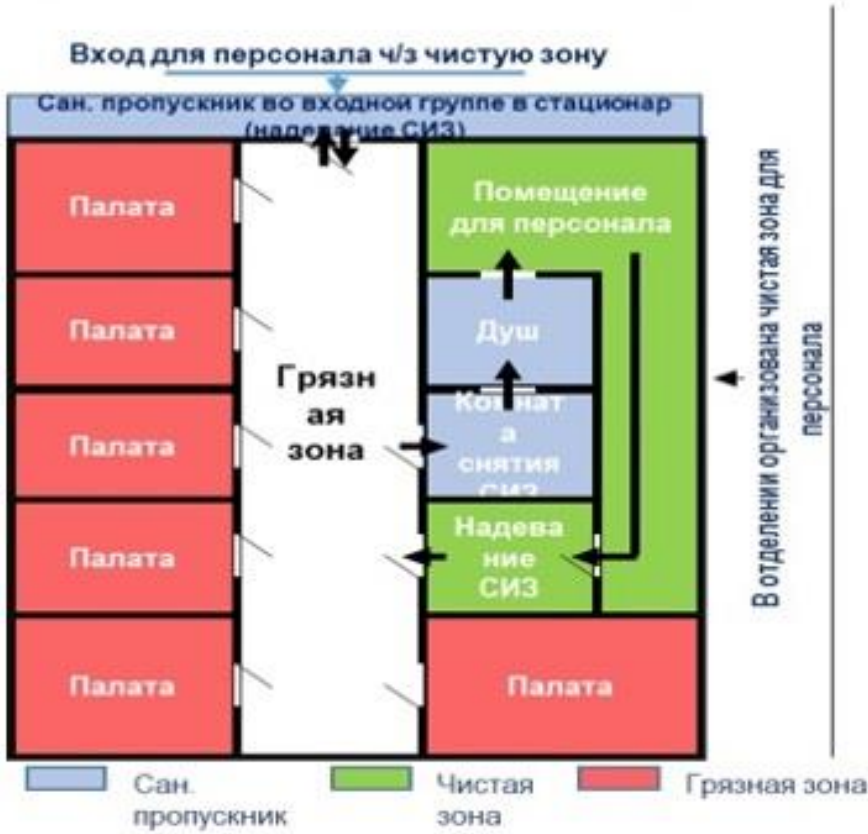 Вход для персонала ч/з чистую зону
Сан. пропускник во входной группе в стационар
(надевание СИЗ)
Палата
Помещение
для персонала
Палата
Душ
Грязн
ая
зона
Палата
Комнат
а
снятия
СИЗ
Палата
Надева
ние
СИЗ
Палата
Палата
В отделении организована чистая зона для
персонала
Сан.
пропускник
Чистая
зона
Грязная зона